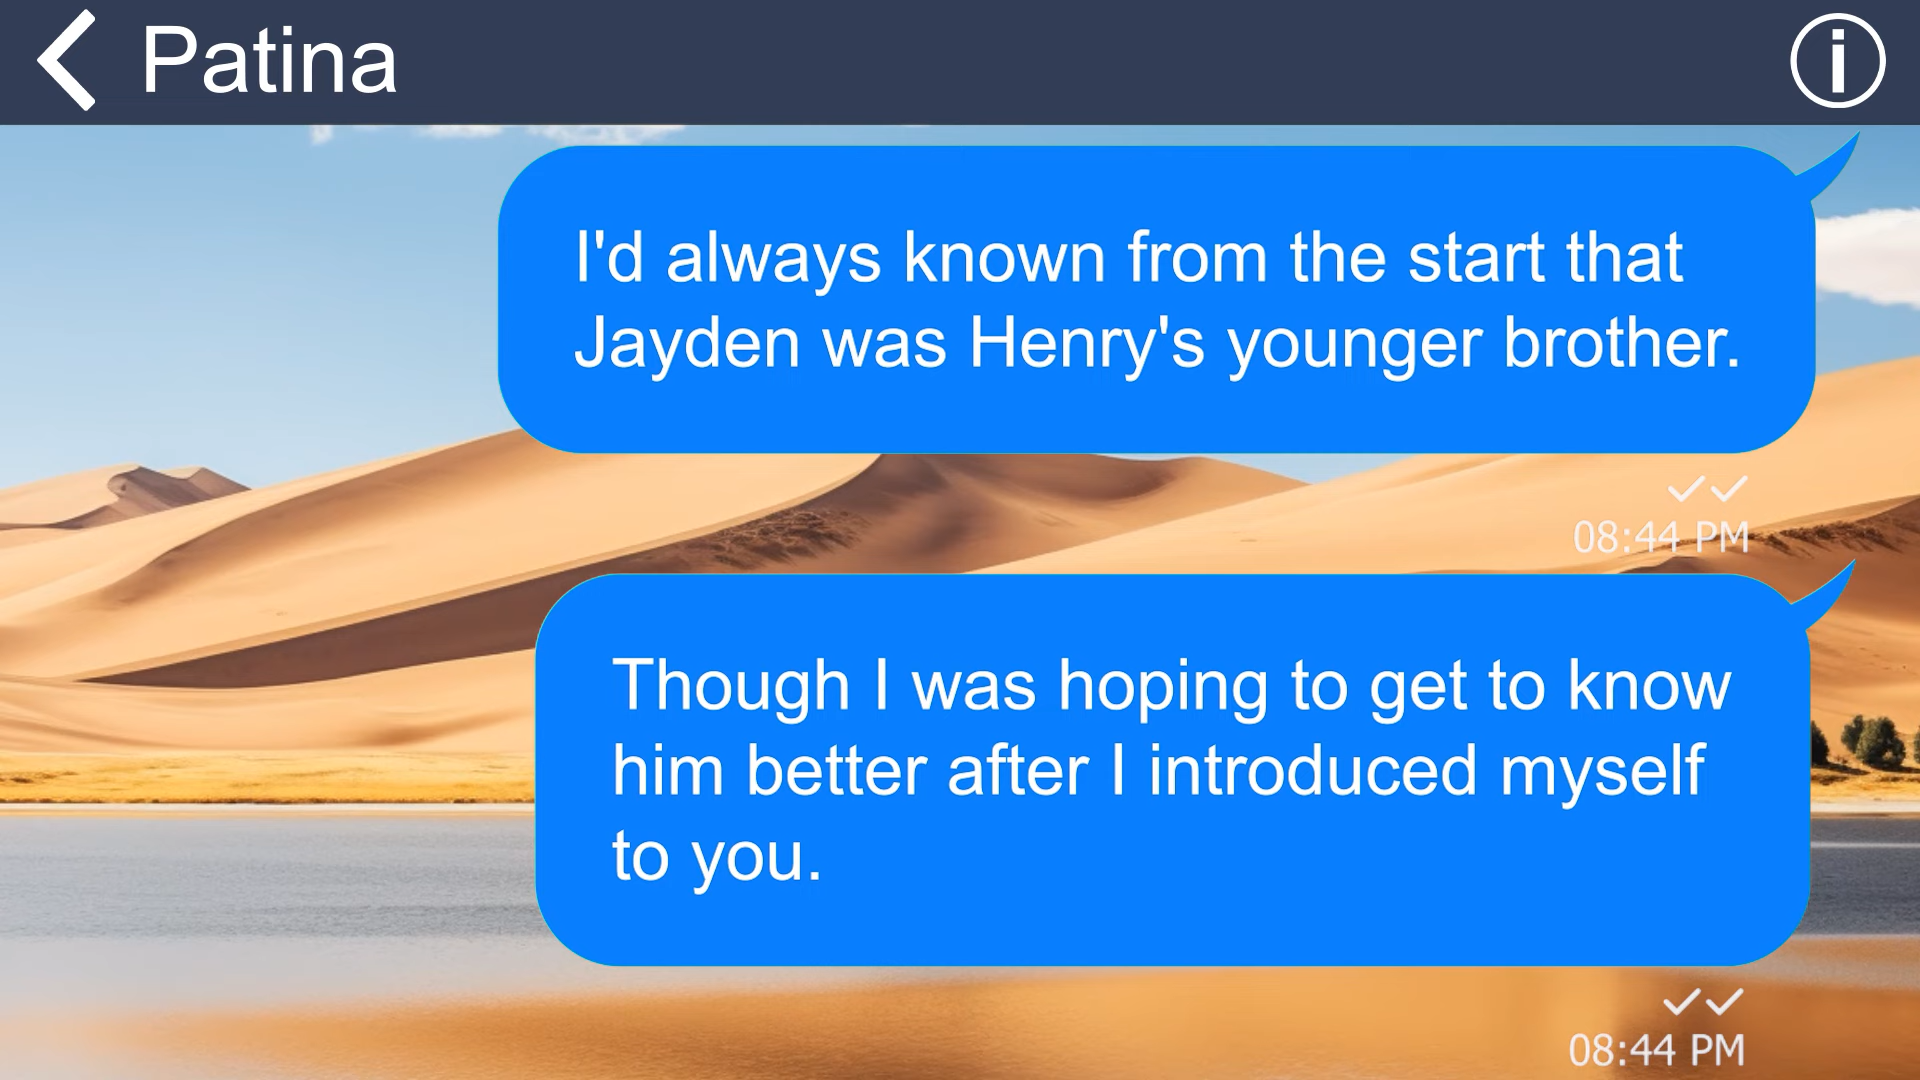 Patina
I'd always known from the start that
Jayden was Henry's younger brother.
08:44 PM
Though I was hoping to get to know
him better after I introduced myself
to you.
08:44 PM